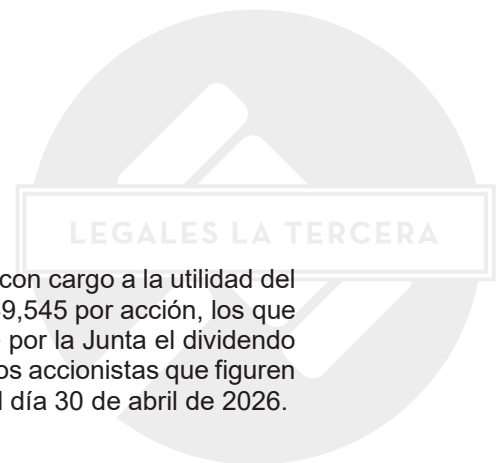 LEGALES LA TERCERA
con cargo a la utilidad del
9,545 por acción, los que
por la Junta el dividendo
os accionistas que figuren
l día 30 de abril de 2026.